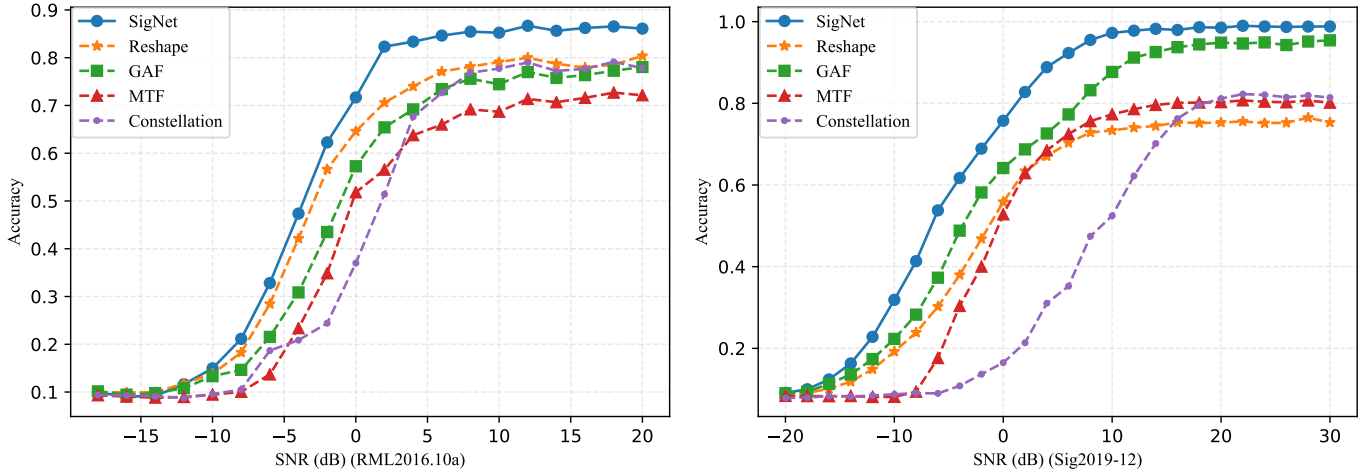 0.9
0.8
0.7
0.6
0.5
0.4
0.3
0.2
0.1
Accuracy
SigNet
Reshape
GAF
MTF
Constellation
−15 −10 −5 0 5 10 15 20
SNR (dB) (RML2016.10a)
1.0
0.8
0.6
0.4
0.2
Accuracy
SigNet
Reshape
GAF
MTF
Constellation
−20 −10 0 10 20 30
SNR (dB) (Sig2019-12)